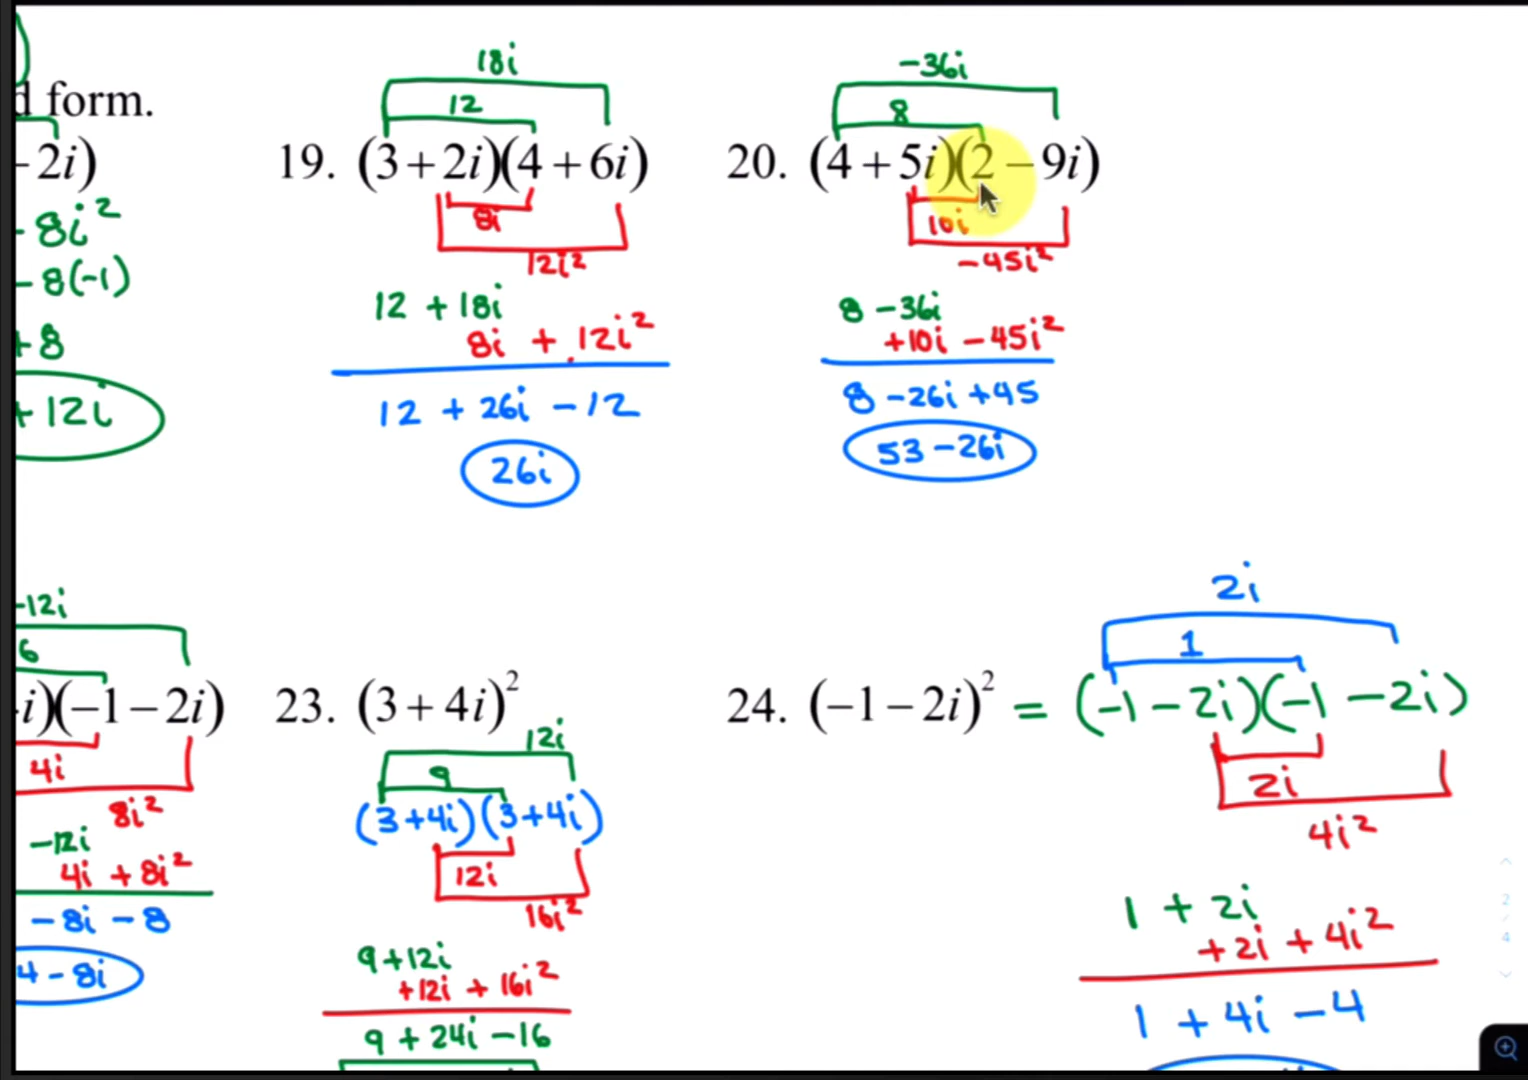 d form.
-2i)
-8i²
-8(-1)
+8
+12i
18i
12
19. (3+2i)(4+6i)
8i
12i²
12 + 18i
8i + 12i²
12 + 26i - 12
26i
-36i
8
20. (4+5i)(2-9i)
10i
-45i²
8 - 36i
+10i - 45i²
8 - 26i + 45
53 - 26i
-12i
6
i)(-1-2i)
4i
8i²
-12i
4i + 8i²
- 8i - 8
4 - 8i
23. (3+4i)²
12i
9
(3+4i)(3+4i)
12i
16i²
9 + 12i
+12i + 16i²
9 + 24i - 16
2i
1
24. (-1-2i)² = (-1-2i)(-1-2i)
2i
4i²
1 + 2i
+2i + 4i²
1 + 4i - 4
2
/
4